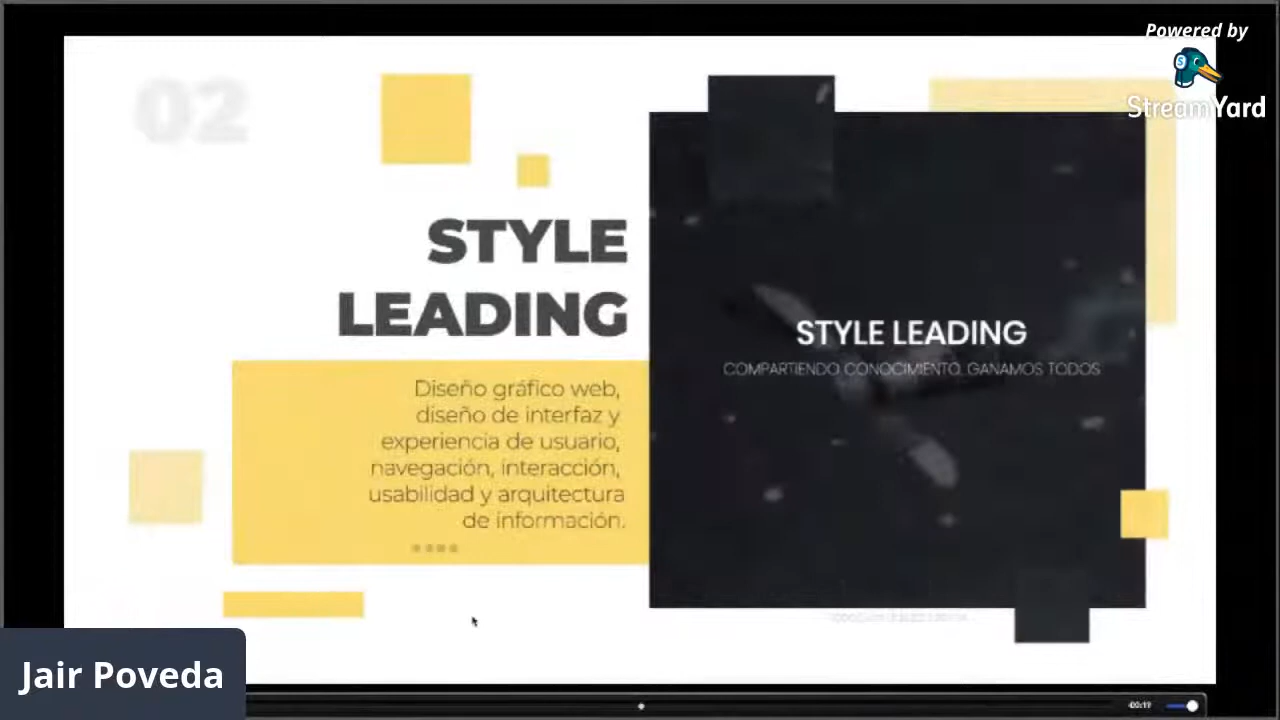 Powered by
StreamYard
02
STYLE
LEADING
Diseño gráfico web,
diseño de interfaz y
experiencia de usuario,
navegación, interacción,
usabilidad y arquitectura
de información.
STYLE LEADING
COMPARTIENDO CONOCIMIENTO, GANAMOS TODOS
Jair Poveda